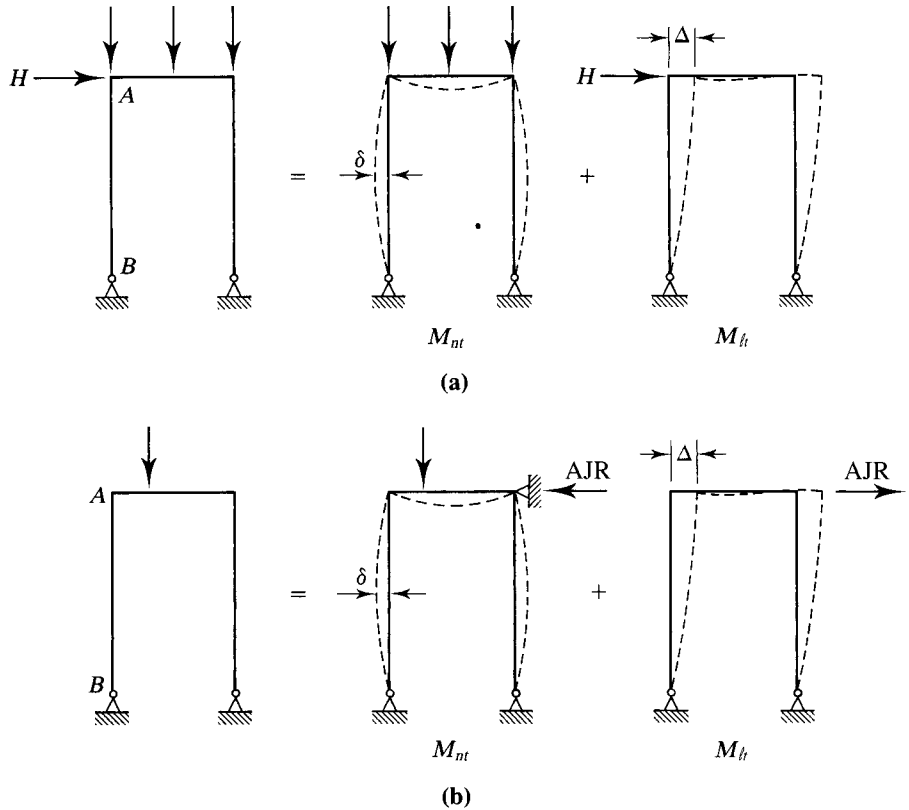 H
A
B
=
δ
+
H
Δ
M_nt
M_ℓt
(a)
A
B
=
δ
AJR
+
Δ
AJR
M_nt
M_ℓt
(b)